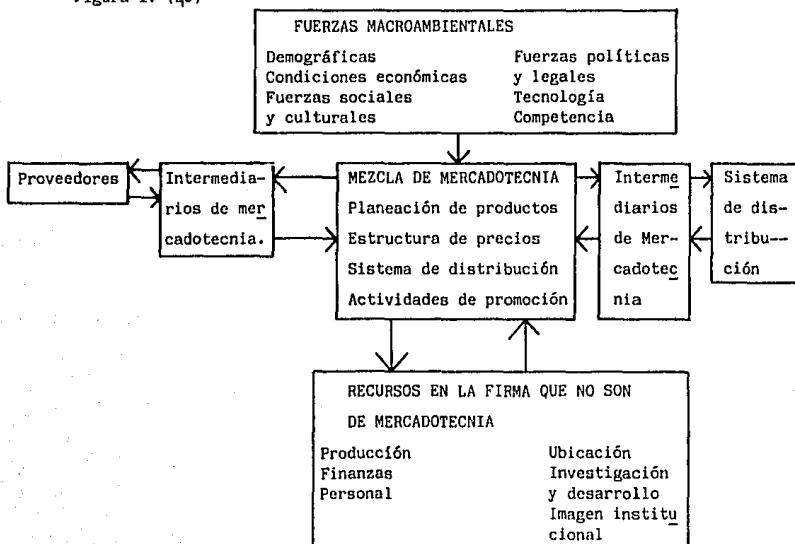 Figura 1. (40)
FUERZAS MACROAMBIENTALES
Demográficas
Condiciones económicas
Fuerzas sociales
y culturales
Fuerzas políticas
y legales
Tecnología
Competencia
Proveedores
Intermedia-
rios de mer
cadotecnia.
MEZCLA DE MERCADOTECNIA
Planeación de productos
Estructura de precios
Sistema de distribución
Actividades de promoción
Interme
diarios
de Mer-
cadotec
nia
Sistema
de dis-
tribu--
ción
RECURSOS EN LA FIRMA QUE NO SON
DE MERCADOTECNIA
Producción
Finanzas
Personal
Ubicación
Investigación
y desarrollo
Imagen institu
cional